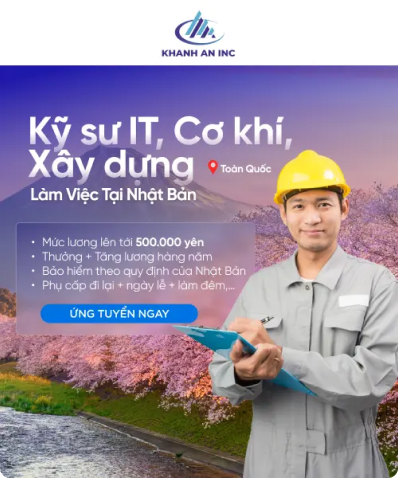 KHANH AN INC
Kỹ sư IT, Cơ khí,
Xây dựng
Toàn Quốc
Làm Việc Tại Nhật Bản
• Mức lương lên tới 500.000 yên
• Thưởng + Tăng lương hàng năm
• Bảo hiểm theo quy định của Nhật Bản
• Phụ cấp đi lại + ngày lễ + làm đêm,...
ỨNG TUYỂN NGAY